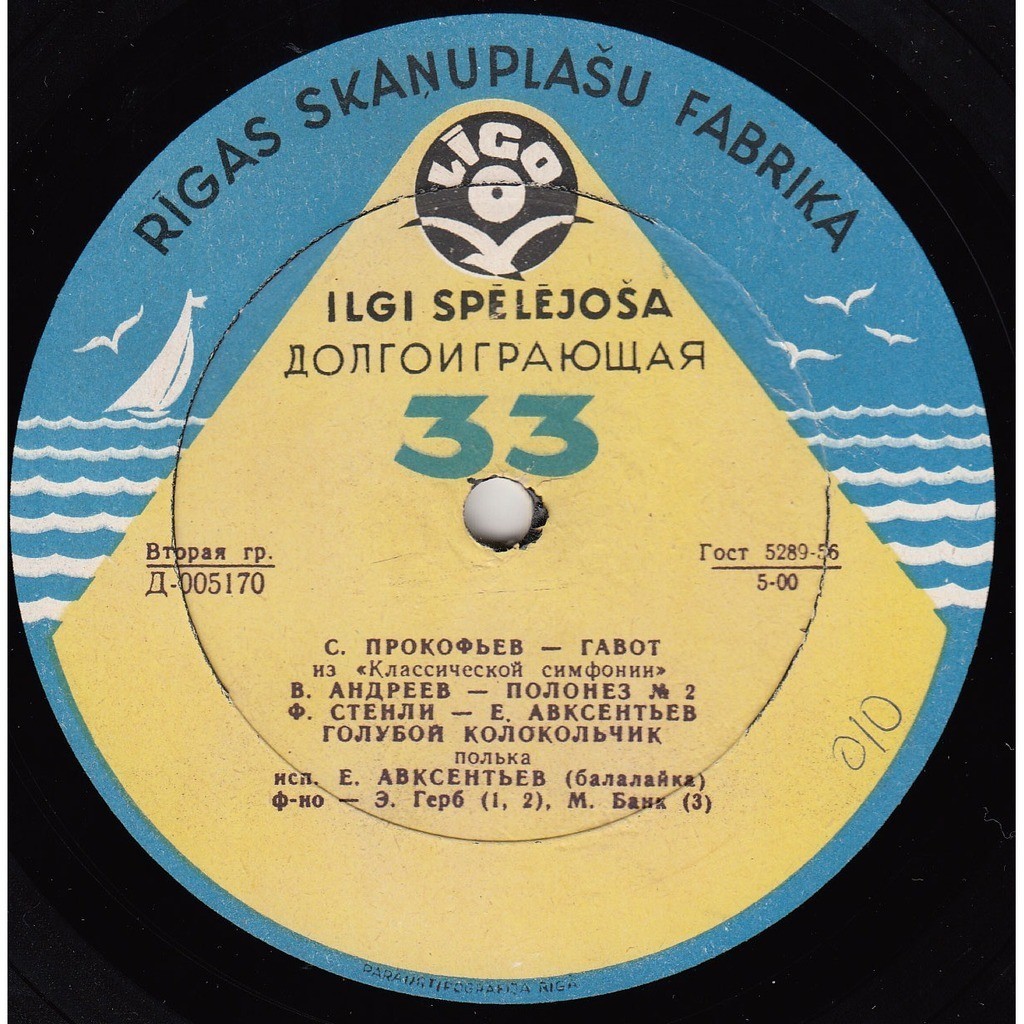 RĪGAS SKAŅUPLAŠU FABRIKA
LĪGO
ILGI SPĒLĒJOŠA
ДОЛГОИГРАЮЩАЯ
33
Вторая гр.
Д-005170
Гост 5289-56
5-00
С. ПРОКОФЬЕВ — ГАВОТ
из «Классической симфонии»
В. АНДРЕЕВ — ПОЛОНЕЗ № 2
Ф. СТЕНЛИ — Е. АВКСЕНТЬЕВ
ГОЛУБОЙ КОЛОКОЛЬЧИК
полька
исп. Е. АВКСЕНТЬЕВ (балалайка)
ф-но — Э. Герб (1, 2), М. Банк (3)
010
RĪGĀ